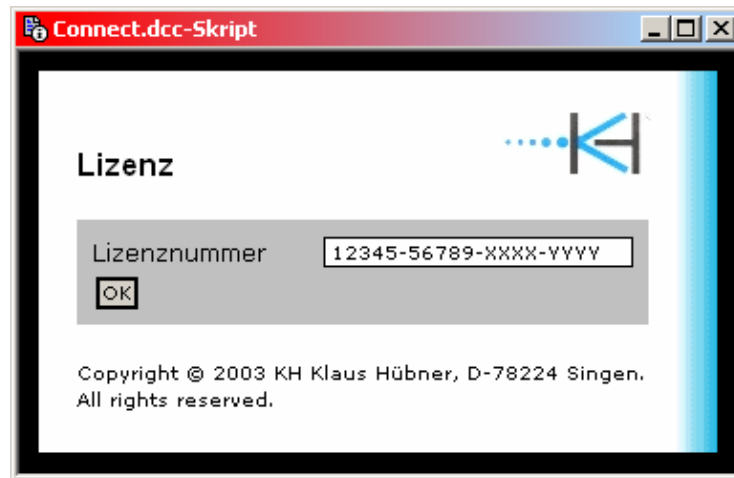 Connect.dcc-Skript
Lizenz
Lizenznummer 12345-56789-XXXX-YYYY
OK
Copyright © 2003 KH Klaus Hübner, D-78224 Singen.
All rights reserved.